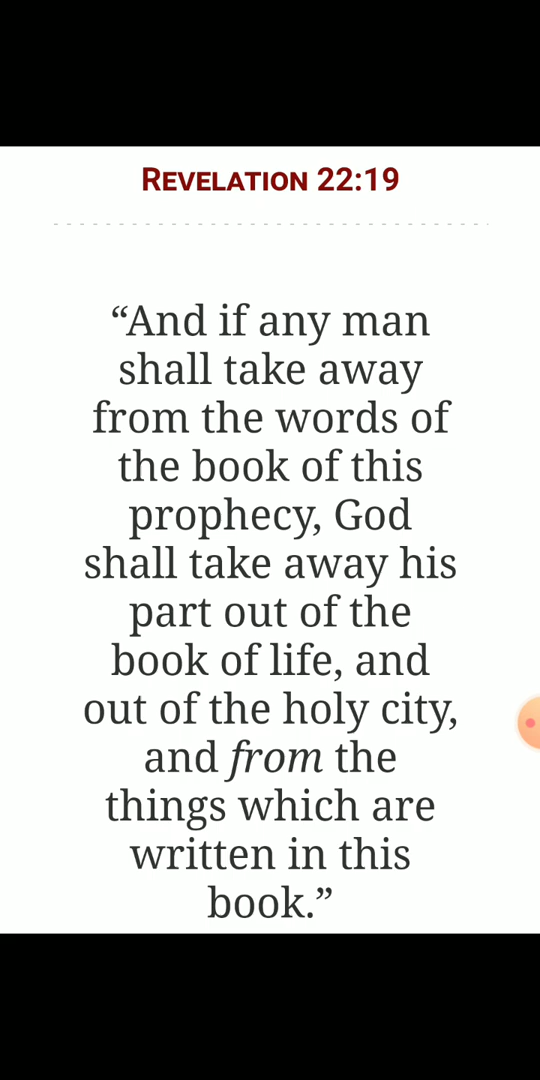 REVELATION 22:19
“And if any man
shall take away
from the words of
the book of this
prophecy, God
shall take away his
part out of the
book of life, and
out of the holy city,
and from the
things which are
written in this
book.”